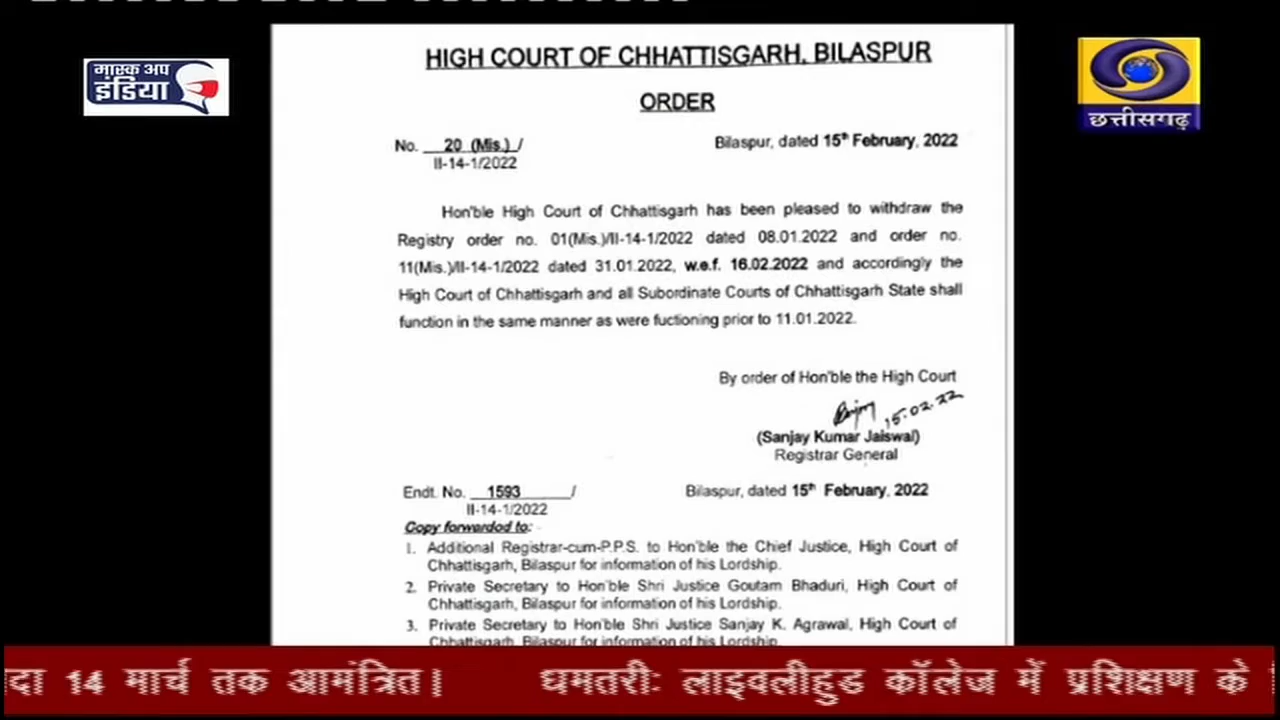 मास्क अप
इंडिया
छत्तीसगढ़
HIGH COURT OF CHHATTISGARH, BILASPUR
ORDER
No. 20 (Mis.) / Bilaspur, dated 15th February, 2022
II-14-1/2022
Hon'ble High Court of Chhattisgarh has been pleased to withdraw the
Registry order no. 01(Mis.)/II-14-1/2022 dated 08.01.2022 and order no.
11(Mis.)/II-14-1/2022 dated 31.01.2022, w.e.f. 16.02.2022 and accordingly the
High Court of Chhattisgarh and all Subordinate Courts of Chhattisgarh State shall
function in the same manner as were fuctioning prior to 11.01.2022.
By order of Hon'ble the High Court
15.02.22
(Sanjay Kumar Jaiswal)
Registrar General
Endt. No. 1593 / Bilaspur, dated 15th February, 2022
II-14-1/2022
Copy forwarded to:
1. Additional Registrar-cum-P.P.S. to Hon'ble the Chief Justice, High Court of
Chhattisgarh, Bilaspur for information of his Lordship.
2. Private Secretary to Hon'ble Shri Justice Goutam Bhaduri, High Court of
Chhattisgarh, Bilaspur for information of his Lordship.
3. Private Secretary to Hon'ble Shri Justice Sanjay K. Agrawal, High Court of
Chhattisgarh, Bilaspur for information of his Lordship
दा 14 मार्च तक आमंत्रित। धमतरी: लाइवलीहुड कॉलेज में प्रशिक्षण के